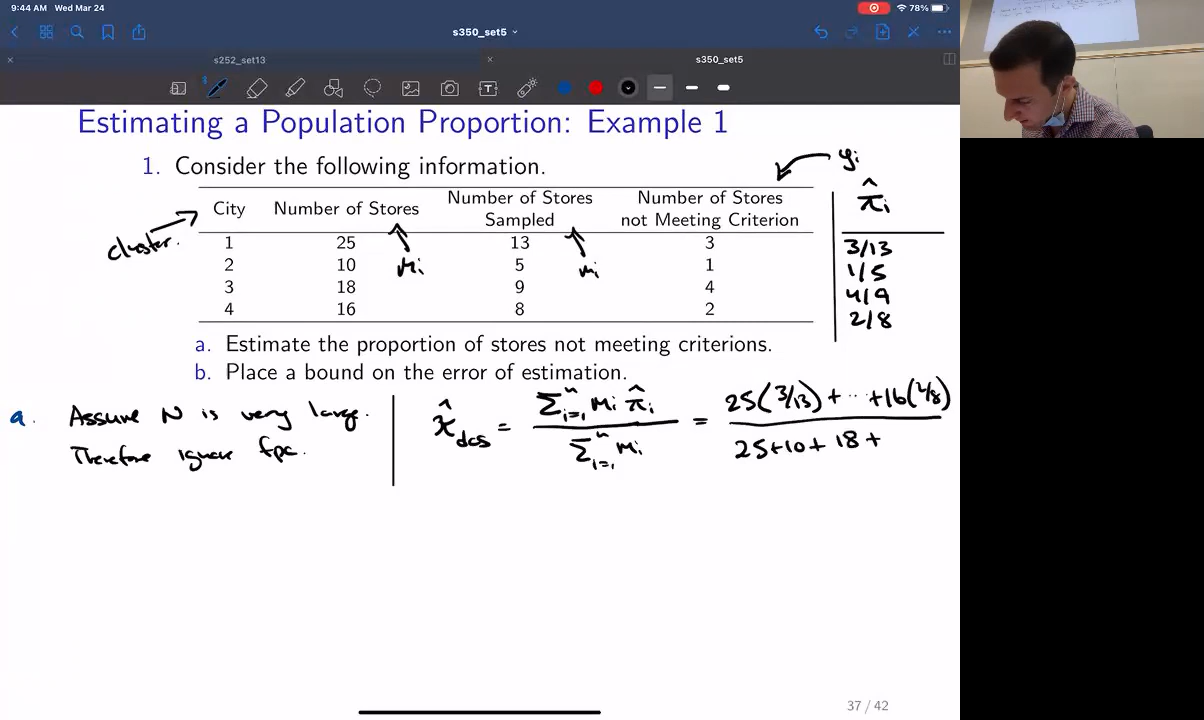 9:44 AM Wed Mar 24
78%
s350_set5
s252_set13
s350_set5
Estimating a Population Proportion: Example 1
1. Consider the following information.
yi
City Number of Stores Number of Stores Sampled Number of Stores not Meeting Criterion π̂i
1 25 13 3 3/13
2 10 5 1 1/5
3 18 9 4 4/9
4 16 8 2 2/8
cluster.
Mi
mi
a. Estimate the proportion of stores not meeting criterions.
b. Place a bound on the error of estimation.
a. Assume N is very large.
Therefore ignore fpc.
π̂dcs = Σ i=1 n Mi π̂i / Σ i=1 n Mi = 25(3/13) + ... + 16(2/8) / 25+10+18+
37 / 42